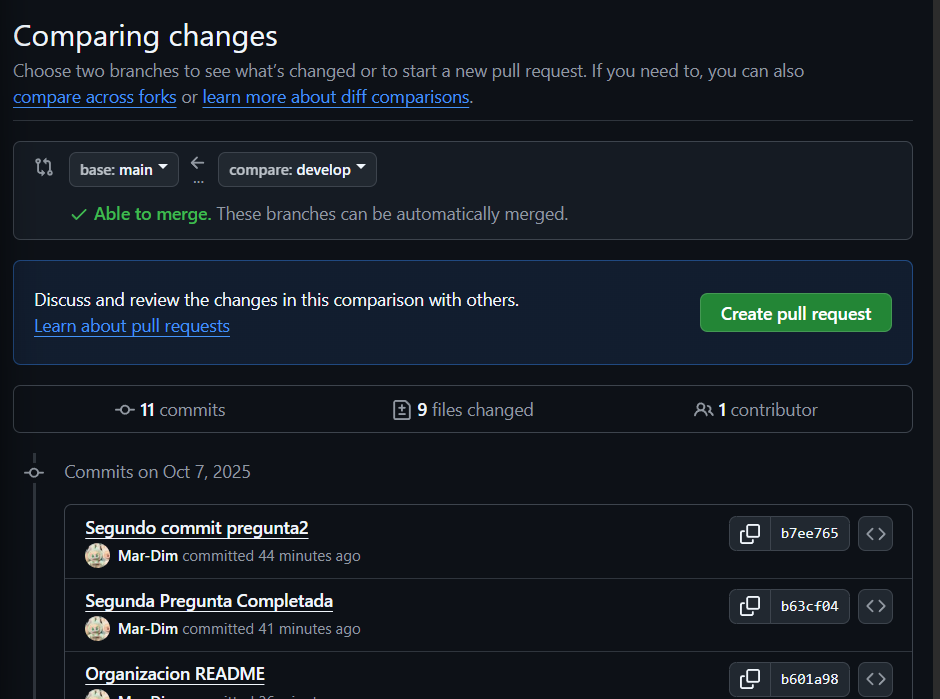 Comparing changes
Choose two branches to see what's changed or to start a new pull request. If you need to, you can also
compare across forks or learn more about diff comparisons.
base: main ... compare: develop
Able to merge. These branches can be automatically merged.
Discuss and review the changes in this comparison with others.
Learn about pull requests
Create pull request
11 commits 9 files changed 1 contributor
Commits on Oct 7, 2025
Segundo commit pregunta2
Mar-Dim committed 44 minutes ago
b7ee765
Segunda Pregunta Completada
Mar-Dim committed 41 minutes ago
b63cf04
Organizacion README
b601a98